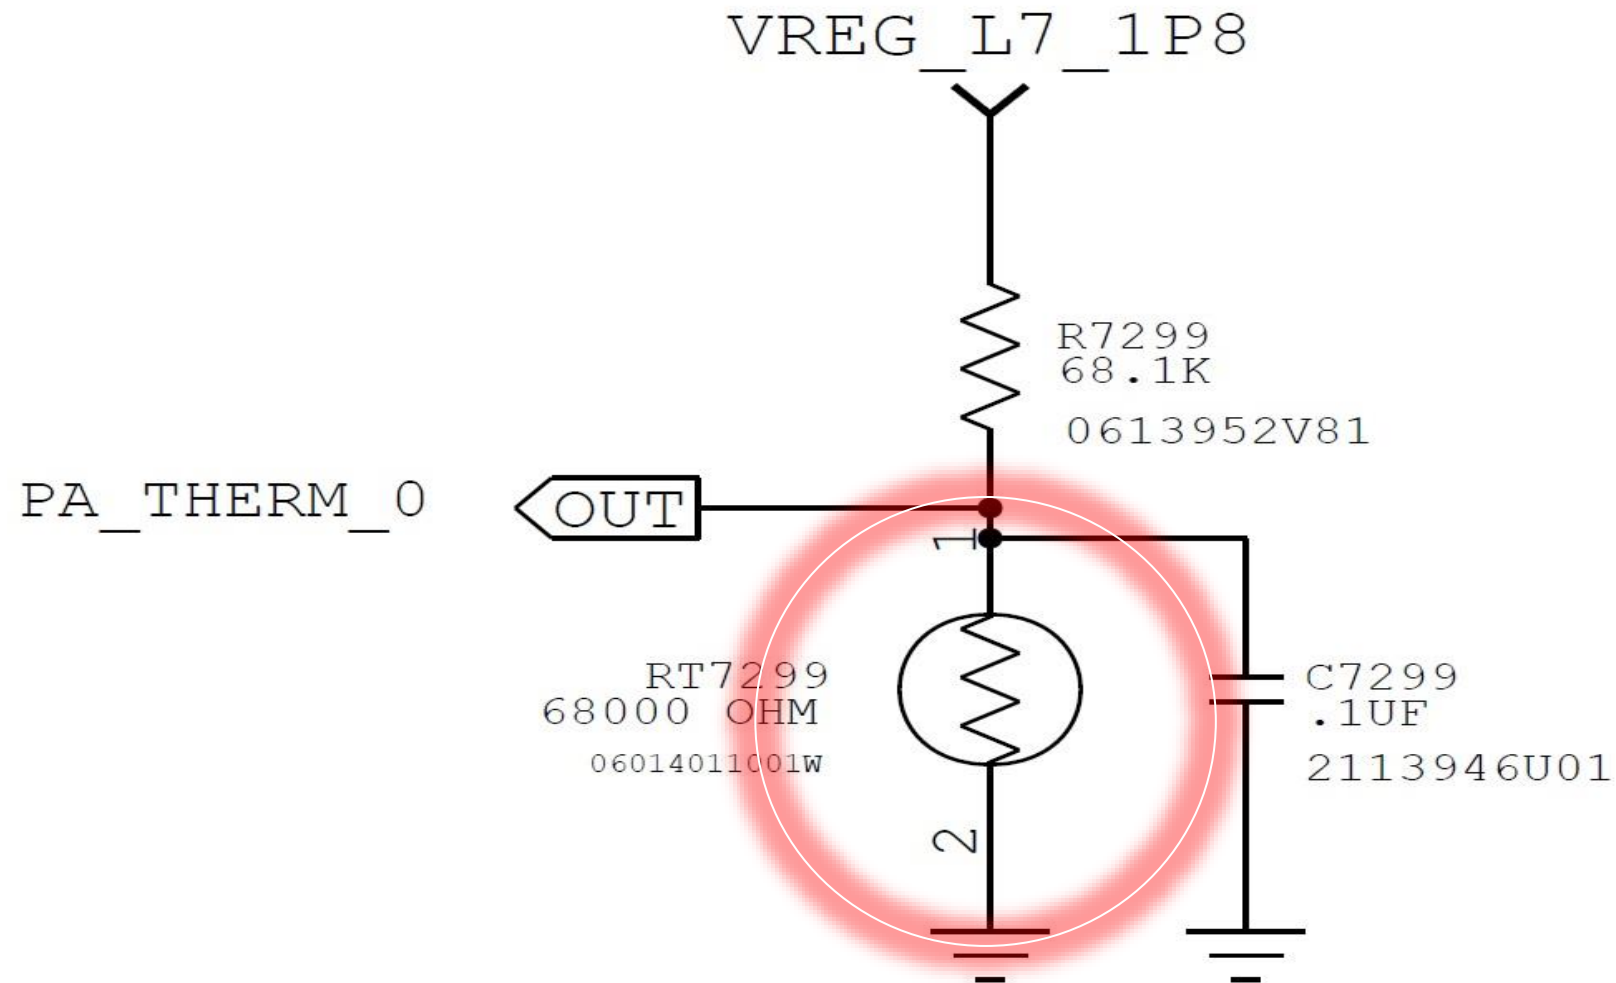 VREG_L7_1P8
R7299
68.1K
0613952V81
PA_THERM_0
OUT
1
RT7299
68000 OHM
06014011001W
C7299
.1UF
2113946U01
2